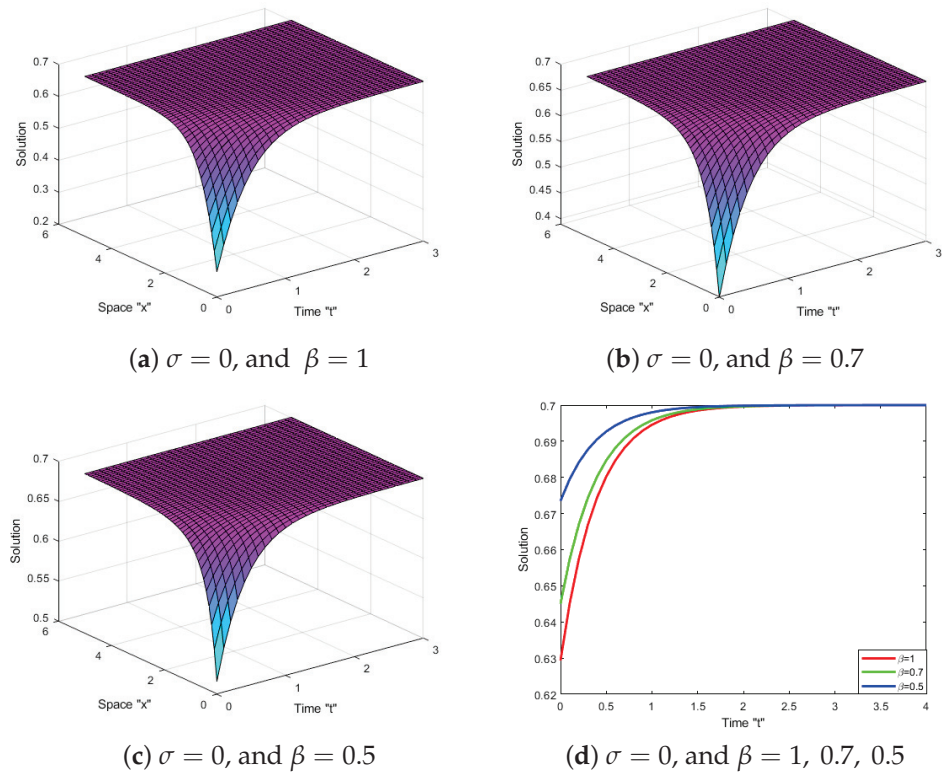 0.7
0.6
0.5
0.4
0.3
0.2
Solution
6
4
2
0
Space "x"
0
1
2
3
Time "t"
(a) σ = 0, and β = 1
0.7
0.65
0.6
0.55
0.5
0.45
0.4
Solution
6
4
2
0
Space "x"
0
1
2
3
Time "t"
(b) σ = 0, and β = 0.7
0.7
0.65
0.6
0.55
0.5
Solution
6
4
2
0
Space "x"
0
1
2
3
Time "t"
(c) σ = 0, and β = 0.5
0.7
0.69
0.68
0.67
0.66
0.65
0.64
0.63
0.62
Solution
β=1
β=0.7
β=0.5
0 0.5 1 1.5 2 2.5 3 3.5 4
Time "t"
(d) σ = 0, and β = 1, 0.7, 0.5